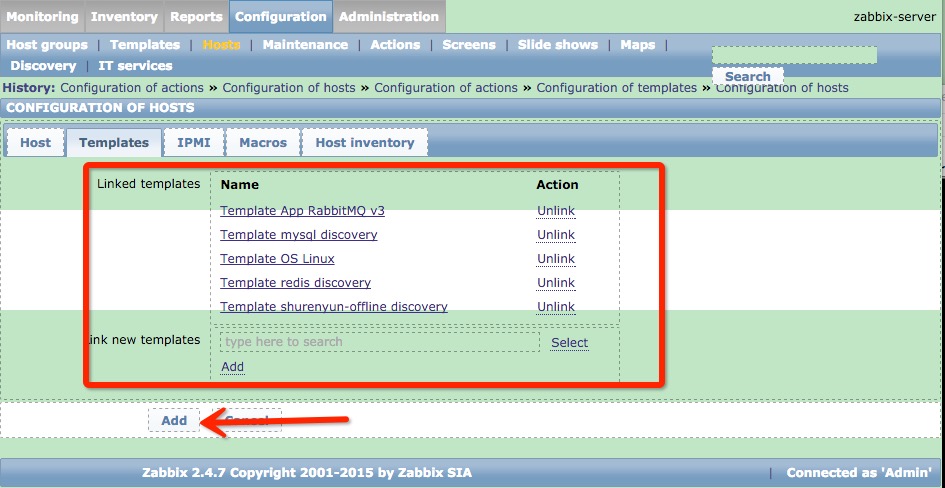 Monitoring Inventory Reports Configuration Administration zabbix-server
Host groups | Templates | Hosts | Maintenance | Actions | Screens | Slide shows | Maps |
Discovery | IT services
Search
History: Configuration of actions » Configuration of hosts » Configuration of actions » Configuration of templates » Configuration of hosts
CONFIGURATION OF HOSTS
Host Templates IPMI Macros Host inventory
Linked templates Name Action
Template App RabbitMQ v3 Unlink
Template mysql discovery Unlink
Template OS Linux Unlink
Template redis discovery Unlink
Template shurenyun-offline discovery Unlink
ink new templates type here to search Select
Add
Add Cancel
Zabbix 2.4.7 Copyright 2001-2015 by Zabbix SIA | Connected as 'Admin'